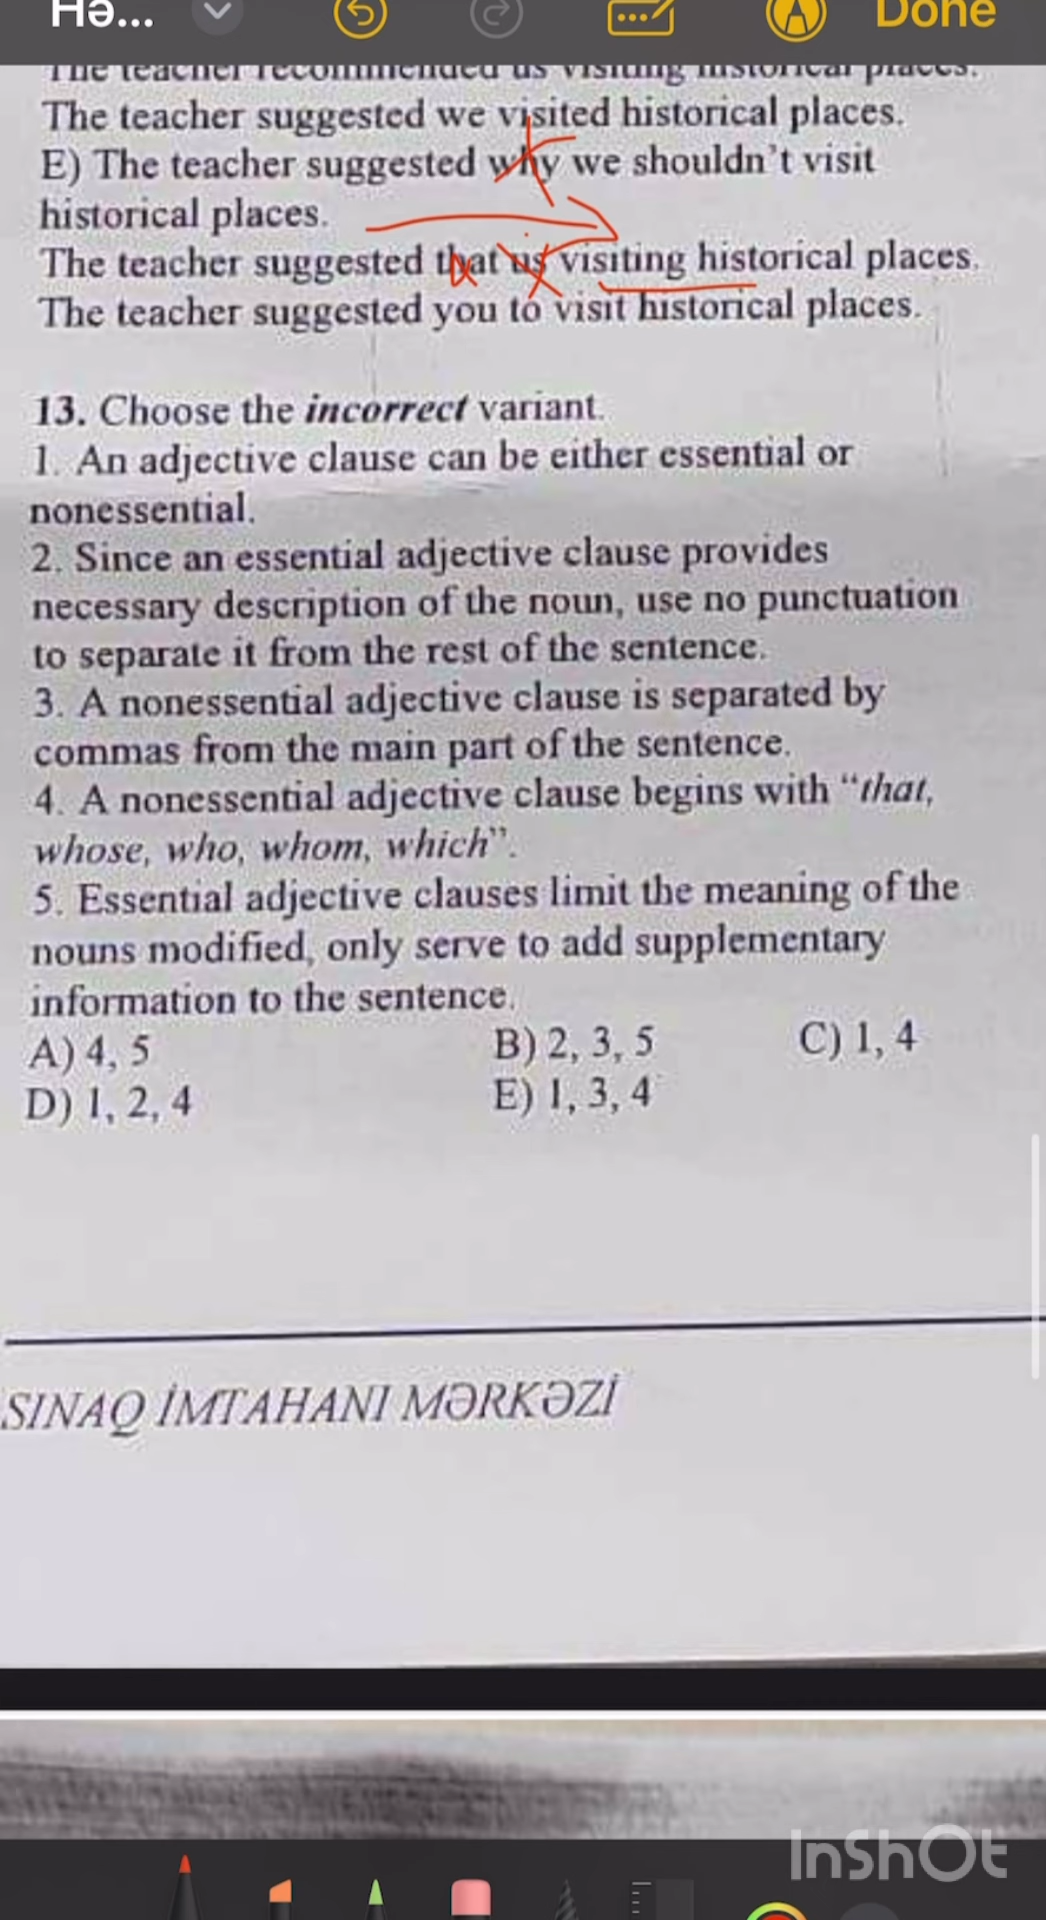 Hə...
Done
The teacher recommended us visiting historical places.
The teacher suggested we visited historical places.
E) The teacher suggested why we shouldn't visit
historical places.
The teacher suggested that us visiting historical places.
The teacher suggested you to visit historical places.
13. Choose the incorrect variant.
1. An adjective clause can be either essential or
nonessential.
2. Since an essential adjective clause provides
necessary description of the noun, use no punctuation
to separate it from the rest of the sentence.
3. A nonessential adjective clause is separated by
commas from the main part of the sentence.
4. A nonessential adjective clause begins with “that,
whose, who, whom, which”.
5. Essential adjective clauses limit the meaning of the
nouns modified, only serve to add supplementary
information to the sentence.
A) 4, 5 B) 2, 3, 5 C) 1, 4
D) 1, 2, 4 E) 1, 3, 4
SINAQ İMTAHANI MƏRKƏZİ
InShOt